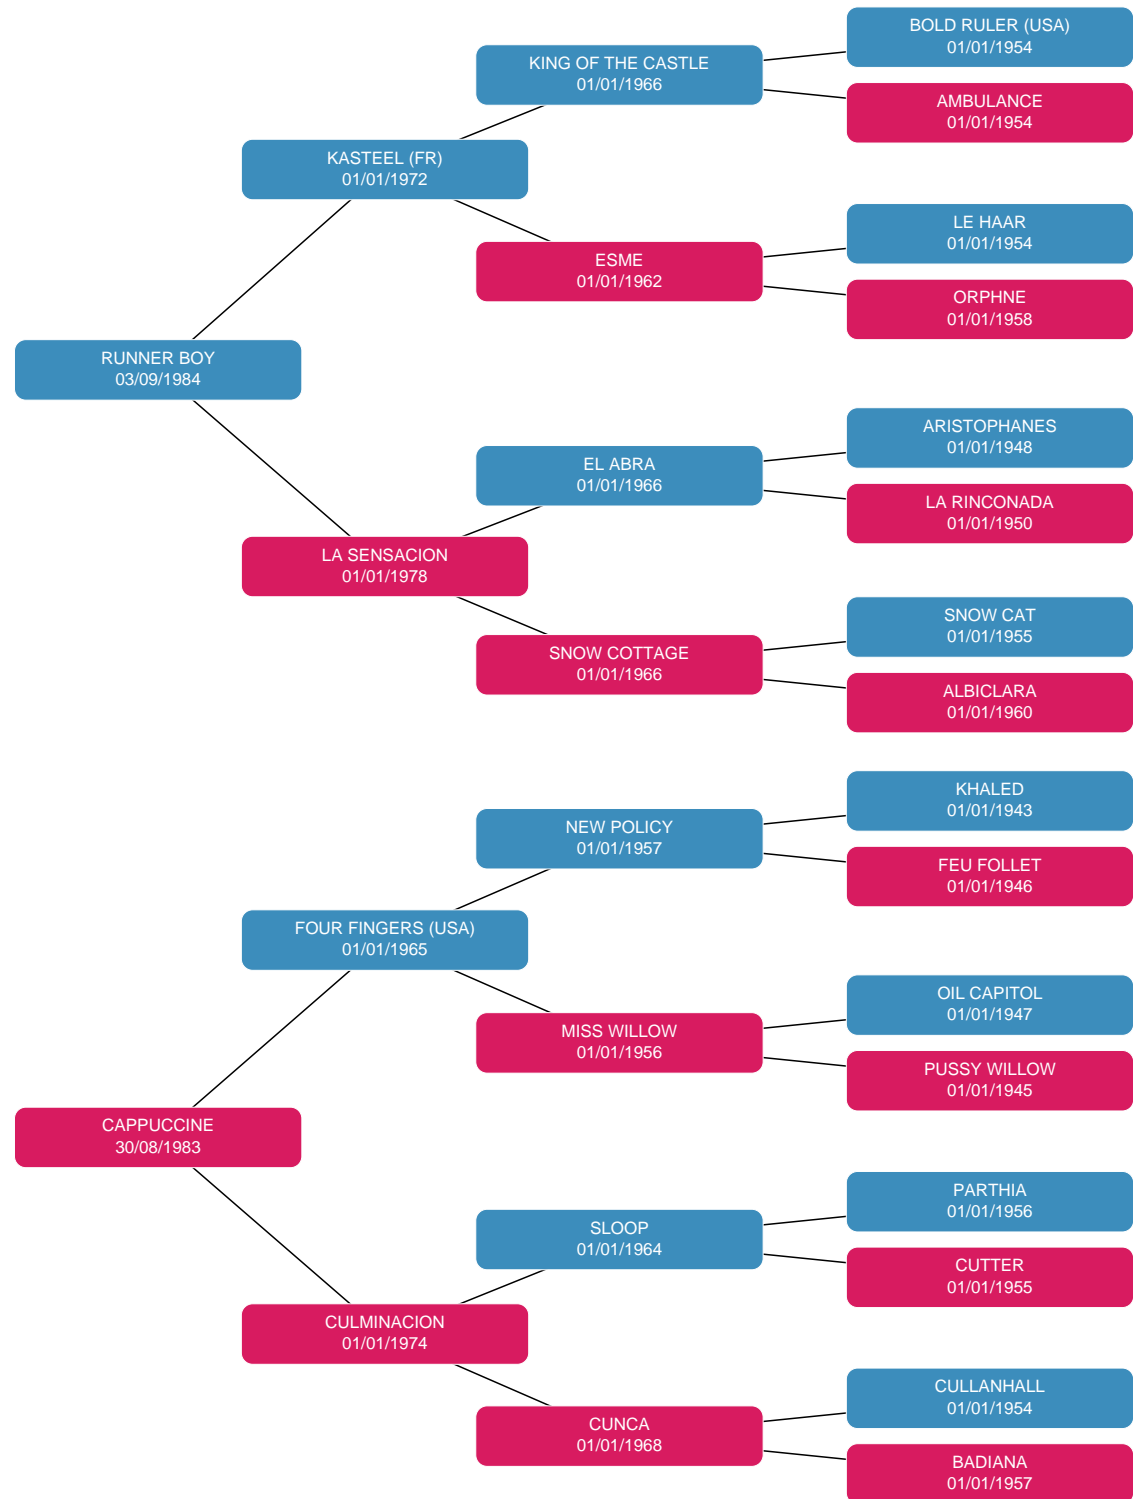 BOLD RULER (USA)
01/01/1954
KING OF THE CASTLE
01/01/1966
AMBULANCE
01/01/1954
KASTEEL (FR)
01/01/1972
LE HAAR
01/01/1954
ESME
01/01/1962
ORPHNE
01/01/1958
RUNNER BOY
03/09/1984
ARISTOPHANES
01/01/1948
EL ABRA
01/01/1966
LA RINCONADA
01/01/1950
LA SENSACION
01/01/1978
SNOW CAT
01/01/1955
SNOW COTTAGE
01/01/1966
ALBICLARA
01/01/1960
KHALED
01/01/1943
NEW POLICY
01/01/1957
FEU FOLLET
01/01/1946
FOUR FINGERS (USA)
01/01/1965
OIL CAPITOL
01/01/1947
MISS WILLOW
01/01/1956
PUSSY WILLOW
01/01/1945
CAPPUCCINE
30/08/1983
PARTHIA
01/01/1956
SLOOP
01/01/1964
CUTTER
01/01/1955
CULMINACION
01/01/1974
CULLANHALL
01/01/1954
CUNCA
01/01/1968
BADIANA
01/01/1957